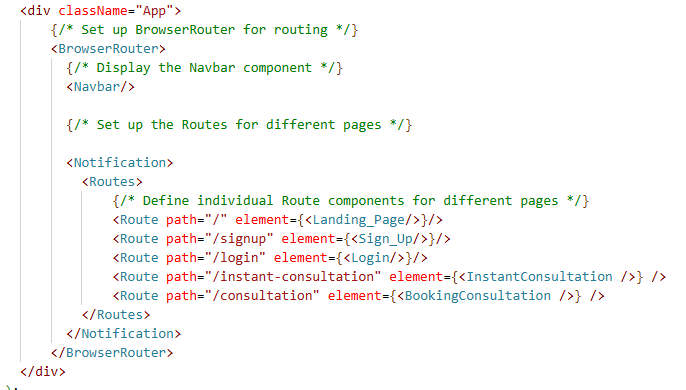 <div className="App">
{/* Set up BrowserRouter for routing */}
<BrowserRouter>
{/* Display the Navbar component */}
<Navbar/>
{/* Set up the Routes for different pages */}
<Notification>
<Routes>
{/* Define individual Route components for different pages */}
<Route path="/" element={<Landing_Page/>}/>
<Route path="/signup" element={<Sign_Up/>}/>
<Route path="/login" element={<Login/>}/>
<Route path="/instant-consultation" element={<InstantConsultation />} />
<Route path="/consultation" element={<BookingConsultation />} />
</Routes>
</Notification>
</BrowserRouter>
</div>
);